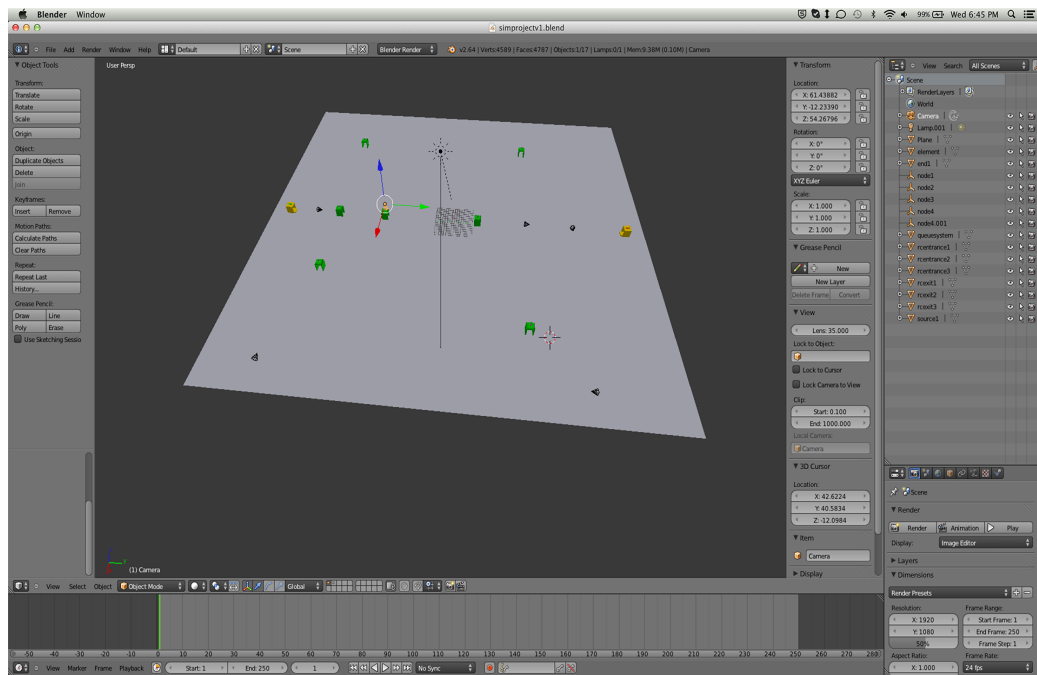 Blender Window
99% Wed 6:45 PM
simprojectv1.blend
File Add Render Window Help Default Scene Blender Render v2.64 | Verts:4589 | Faces:4787 | Objects:1/17 | Lamps:0/1 | Mem:9.38M (0.10M) | Camera
Object Tools
Transform:
Translate
Rotate
Scale
Origin
Object:
Duplicate Objects
Delete
Join
Keyframes:
Insert Remove
Motion Paths:
Calculate Paths
Clear Paths
Repeat:
Repeat Last
History...
Grease Pencil:
Draw Line
Poly Erase
Use Sketching Sessio
User Persp
(1) Camera
Transform
Location:
X: 61.43882
Y:-12.23390
Z: 54.26796
Rotation:
X: 0°
Y: 0°
Z: 0°
XYZ Euler
Scale:
X: 1.000
Y: 1.000
Z: 1.000
Grease Pencil
New
New Layer
Delete Frame Convert
View
Lens: 35.000
Lock to Object:
Lock to Cursor
Lock Camera to View
Clip:
Start: 0.100
End: 1000.000
Local Camera:
Camera
3D Cursor
Location:
X: 42.6224
Y: 40.5834
Z: -12.0984
Item
Camera
Display
View Search All Scenes
Scene
RenderLayers
World
Camera
Lamp.001
Plane
element
end1
node1
node2
node3
node4
node4.001
queuesystem
rcentrance1
rcentrance2
rcentrance3
rcexit1
rcexit2
rcexit3
source1
Scene
Render
Render Animation Play
Display: Image Editor
Layers
Dimensions
Render Presets
Resolution: Frame Range:
X: 1920 Start Frame: 1
Y: 1080 End Frame: 250
50% Frame Step: 1
Aspect Ratio: Frame Rate:
X: 1.000 24 fps
View Select Object Object Mode Global
-50 -40 -30 -20 -10 0 10 20 30 40 50 60 70 80 90 100 110 120 130 140 150 160 170 180 190 200 210 220 230 240 250 260 270 280
View Marker Frame Playback Start: 1 End: 250 1 No Sync